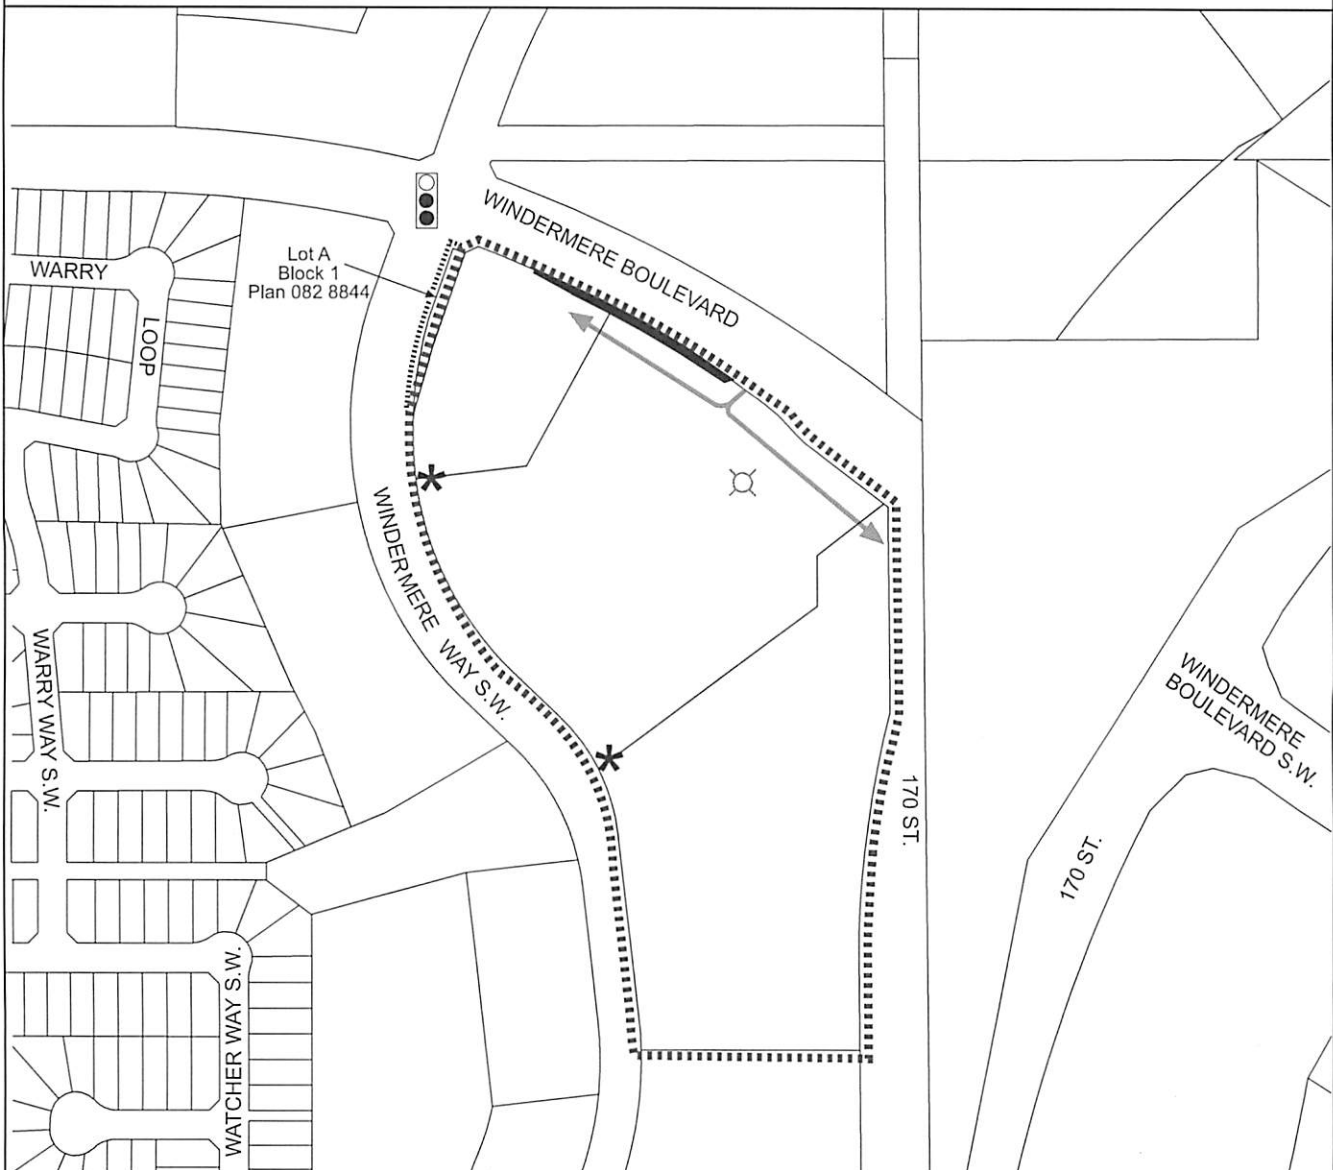 WINDERMERE BOULEVARD
Lot A
Block 1
Plan 082 8844
WARRY
LOOP
WINDERMERE WAY S.W.
WARRY WAY S.W.
WINDERMERE
BOULEVARD S.W.
170 ST.
170 ST.
WATCHER WAY S.W.